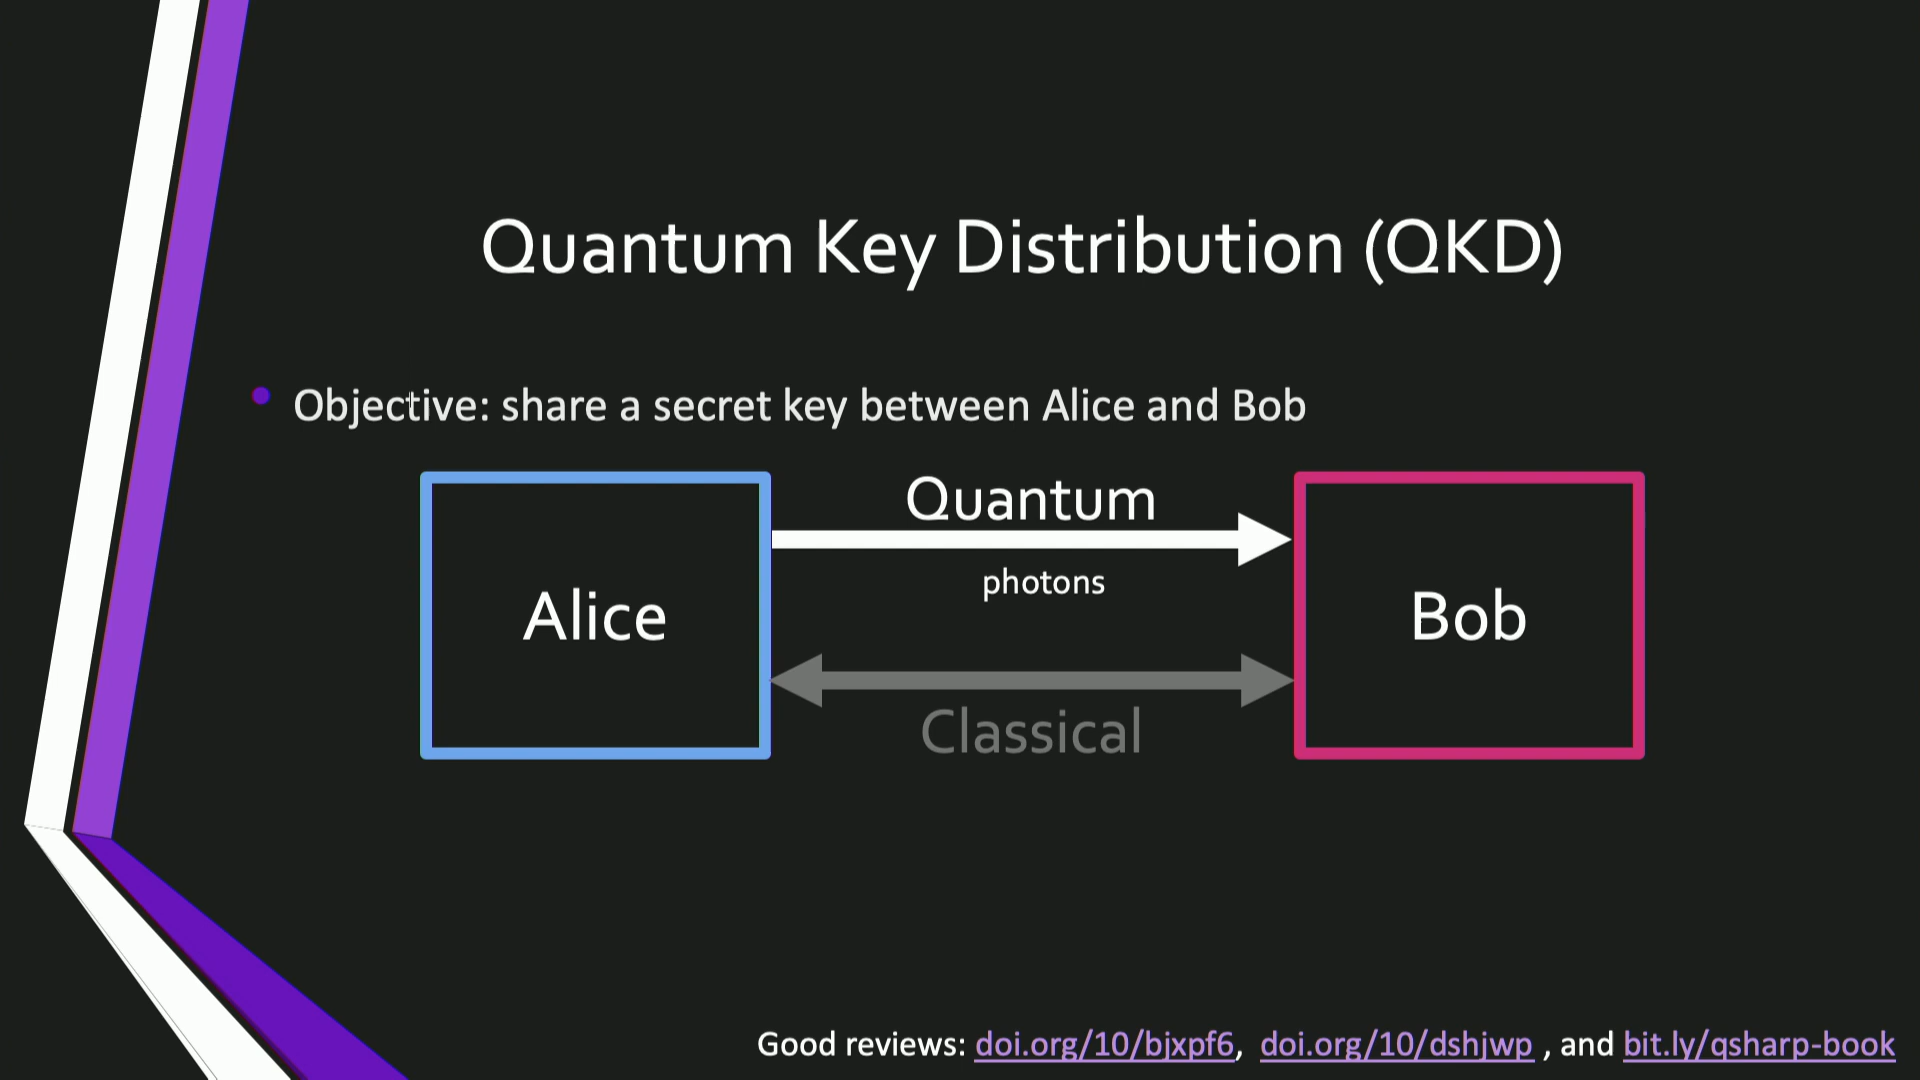 Quantum Key Distribution (QKD)
• Objective: share a secret key between Alice and Bob
Quantum
photons
Alice
Bob
Classical
Good reviews: doi.org/10/bjxpf6, doi.org/10/dshjwp , and bit.ly/qsharp-book